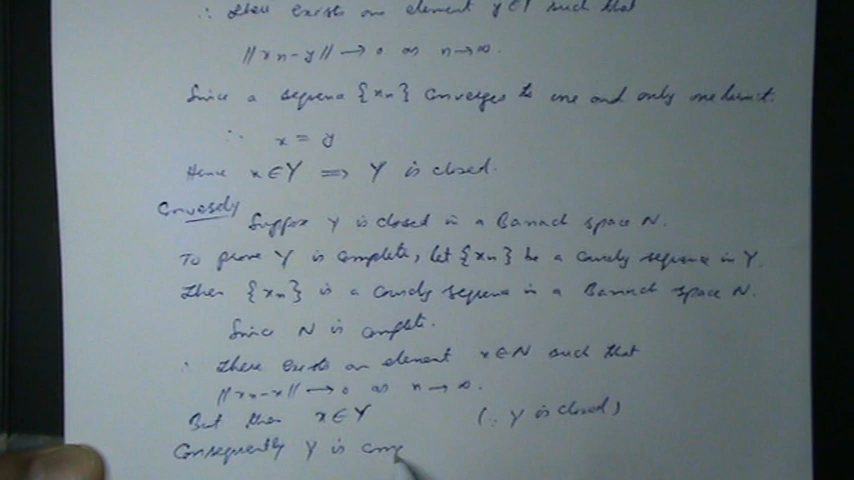 ∴ there exists an element y∈Y such that
||xn-y|| → 0 as n→∞.
Since a sequence {xn} converges to one and only one limit.
∴ x = y
Hence x∈Y ⟹ Y is closed.
Conversely Suppose Y is closed in a Banach space N.
To prove Y is complete, let {xn} be a Cauchy sequence in Y.
Then {xn} is a Cauchy sequence in a Banach space N.
Since N is complete.
∴ there exists an element x∈N such that
||xn-x|| → 0 as n→∞.
But then x∈Y (∵ Y is closed)
Consequently Y is comp